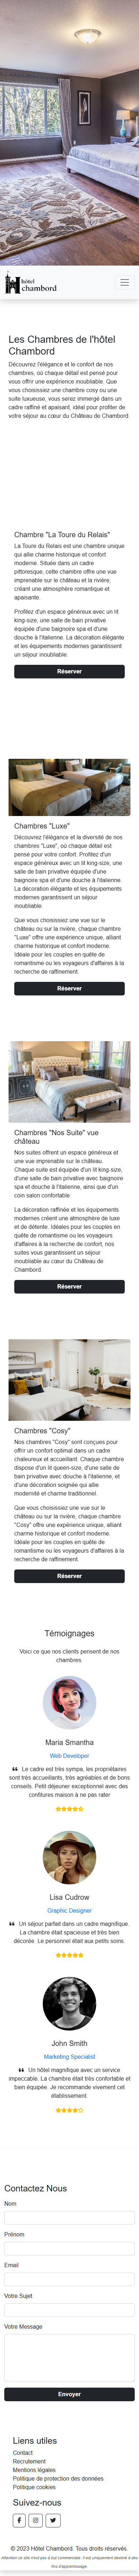 hôtel
chambord
Les Chambres de l'hôtel
Chambord
Découvrez l'élégance et le confort de nos
chambres, où chaque détail est pensé pour
vous offrir une expérience inoubliable. Que
vous choisissiez une chambre cosy ou une
suite luxueuse, vous serez immergé dans un
cadre raffiné et apaisant, idéal pour profiter de
votre séjour au cœur du Château de Chambord.
Chambre "La Toure du Relais"
La Toure du Relais est une chambre unique
qui allie charme historique et confort
moderne. Située dans un cadre
pittoresque, cette chambre offre une vue
imprenable sur le château et la rivière,
créant une atmosphère romantique et
apaisante.
Profitez d'un espace généreux avec un lit
king-size, une salle de bain privative
équipée d'une baignoire spa et d'une
douche à l'italienne. La décoration élégante
et les équipements modernes garantissent
un séjour inoubliable.
Réserver
Chambres "Luxe"
Découvrez l'élégance et la diversité de nos
chambres "Luxe", où chaque détail est
pensé pour votre confort. Profitez d'un
espace généreux avec un lit king-size, une
salle de bain privative équipée d'une
baignoire spa et d'une douche à l'italienne.
La décoration élégante et les équipements
modernes garantissent un séjour
inoubliable.
Que vous choisissiez une vue sur le
château ou sur la rivière, chaque chambre
"Luxe" offre une expérience unique, alliant
charme historique et confort moderne.
Idéale pour les couples en quête de
romantisme ou les voyageurs d'affaires à la
recherche de raffinement.
Réserver
Chambres "Nos Suite" vue
château
Nos suites offrent un espace généreux et
une vue imprenable sur le château.
Chaque suite est équipée d'un lit king-size,
d'une salle de bain privative avec baignoire
spa et douche à l'italienne, ainsi que d'un
coin salon confortable.
La décoration raffinée et les équipements
modernes créent une atmosphère de luxe
et de détente. Idéales pour les couples en
quête de romantisme ou les voyageurs
d'affaires à la recherche de confort, nos
suites vous garantissent un séjour
inoubliable au cœur du Château de
Chambord.
Réserver
Chambres "Cosy"
Nos chambres "Cosy" sont conçues pour
offrir un confort optimal dans un cadre
chaleureux et accueillant. Chaque chambre
dispose d'un lit queen-size, d'une salle de
bain privative avec douche à l'italienne, et
d'une décoration soignée qui allie
modernité et charme traditionnel.
Que vous choisissiez une vue sur le
château ou sur la rivière, chaque chambre
"Cosy" offre une expérience unique, alliant
charme historique et confort moderne.
Idéale pour les couples en quête de
romantisme ou les voyageurs d'affaires à la
recherche de raffinement.
Réserver
Témoignages
Voici ce que nos clients pensent de nos
chambres.
Maria Smantha
Web Developer
Le cadre est très sympa, les propriétaires
sont très accueillants, très agréables et de bons
conseils. Petit déjeuner exceptionnel avec des
confitures maison à ne pas rater
Lisa Cudrow
Graphic Designer
Un séjour parfait dans un cadre magnifique.
La chambre était spacieuse et très bien
décorée. Le personnel était aux petits soins.
John Smith
Marketing Specialist
Un hôtel magnifique avec un service
impeccable. La chambre était très confortable et
bien équipée. Je recommande vivement cet
établissement.
Contactez Nous
Nom
Prénom
Email
Votre Sujet
Votre Message
Envoyer
Liens utiles
Contact
Recrutement
Mentions légales
Politique de protection des données
Politique cookies
Suivez-nous
© 2023 Hôtel Chambord. Tous droits réservés.
Attention ce site n'est pas à but commerciale. Il est uniquement destiné à des
fins d'apprentissage